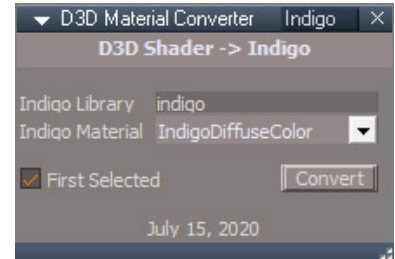 D3D Material Converter Indigo
D3D Shader -> Indigo
Indigo Library indigo
Indigo Material IndigoDiffuseColor
First Selected Convert
July 15, 2020